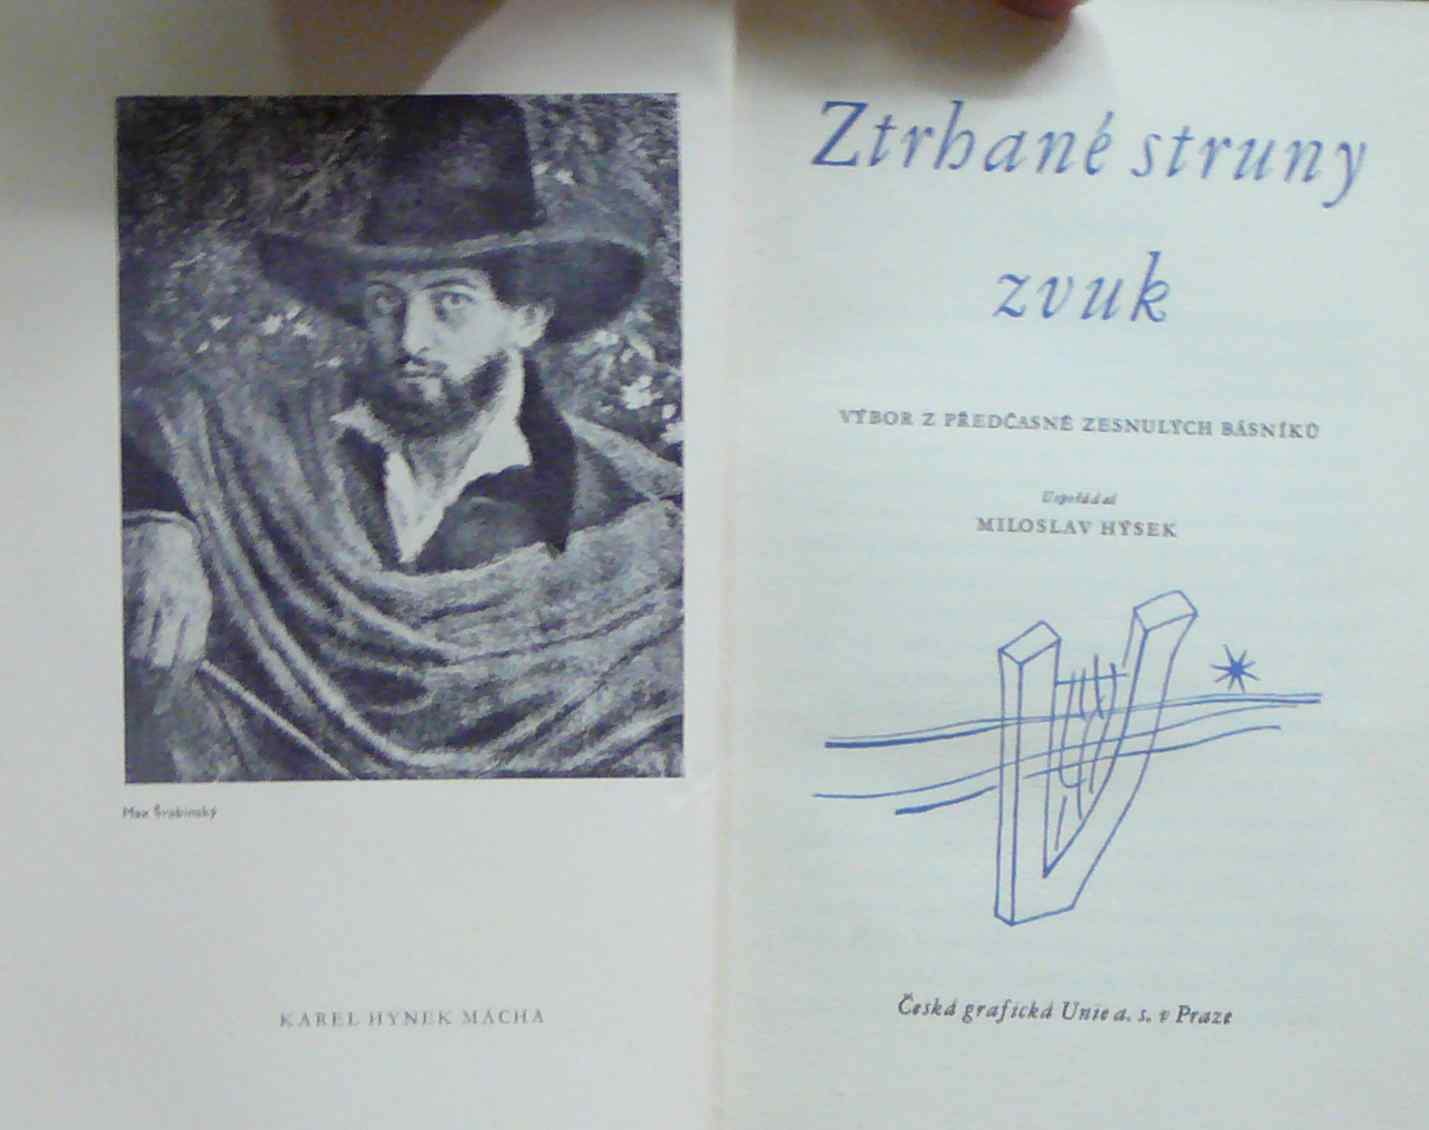 Max Švabinský
KAREL HYNEK MÁCHA
Ztrhané struny
zvuk
VÝBOR Z PŘEDČASNĚ ZESNULÝCH BÁSNÍKŮ
Uspořádal
MILOSLAV HÝSEK
Česká grafická Unie a. s. v Praze